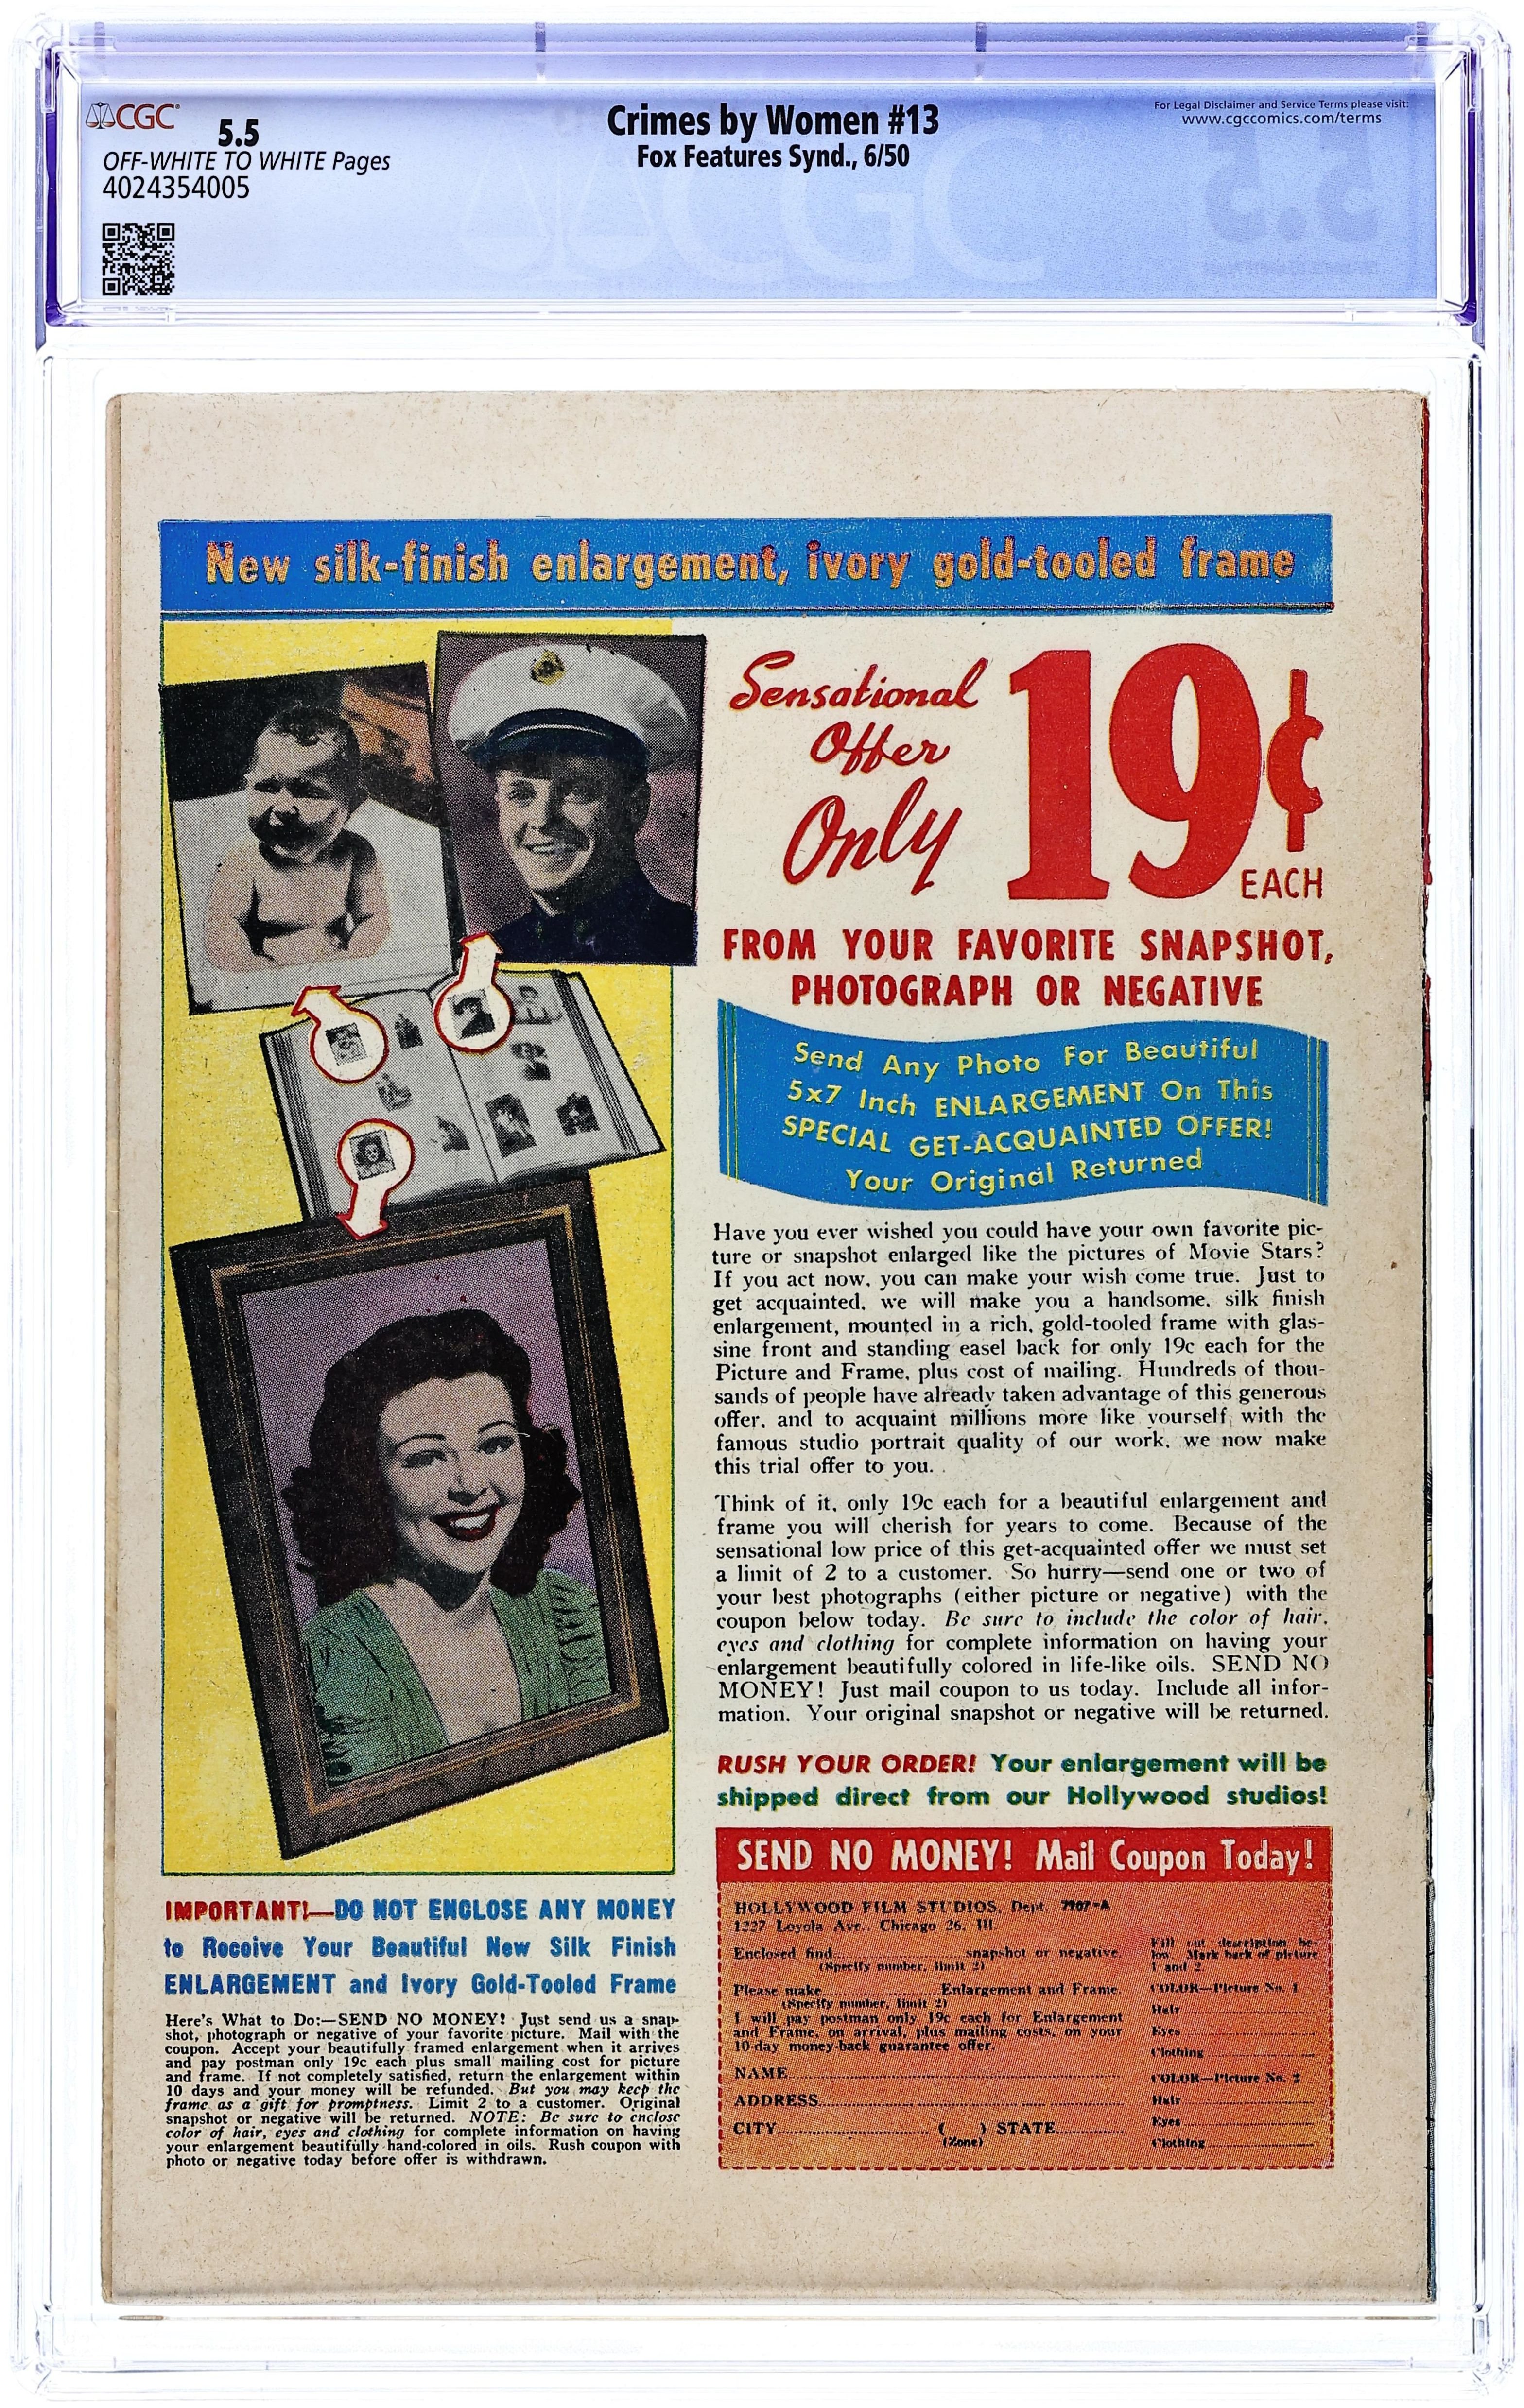 CGC
5.5
OFF-WHITE TO WHITE Pages
4024354005
Crimes by Women #13
Fox Features Synd., 6/50
For Legal Disclaimer and Service Terms please visit:
www.cgccomics.com/terms
New silk-finish enlargement, ivory gold-tooled frame
Sensational
Offer
Only
19¢
EACH
FROM YOUR FAVORITE SNAPSHOT,
PHOTOGRAPH OR NEGATIVE
Send Any Photo For Beautiful
5x7 Inch ENLARGEMENT On This
SPECIAL GET-ACQUAINTED OFFER!
Your Original Returned
Have you ever wished you could have your own favorite pic-
ture or snapshot enlarged like the pictures of Movie Stars?
If you act now, you can make your wish come true. Just to
get acquainted, we will make you a handsome, silk finish
enlargement, mounted in a rich, gold-tooled frame with glas-
sine front and standing easel back for only 19c each for the
Picture and Frame, plus cost of mailing. Hundreds of thou-
sands of people have already taken advantage of this generous
offer, and to acquaint millions more like yourself with the
famous studio portrait quality of our work, we now make
this trial offer to you.
Think of it, only 19c each for a beautiful enlargement and
frame you will cherish for years to come. Because of the
sensational low price of this get-acquainted offer we must set
a limit of 2 to a customer. So hurry—send one or two of
your best photographs (either picture or negative) with the
coupon below today. Be sure to include the color of hair,
eyes and clothing for complete information on having your
enlargement beautifully colored in life-like oils. SEND NO
MONEY! Just mail coupon to us today. Include all infor-
mation. Your original snapshot or negative will be returned.
RUSH YOUR ORDER! Your enlargement will be
shipped direct from our Hollywood studios!
IMPORTANT!—DO NOT ENCLOSE ANY MONEY
to Receive Your Beautiful New Silk Finish
ENLARGEMENT and Ivory Gold-Tooled Frame
Here's What to Do:—SEND NO MONEY! Just send us a snap-
shot, photograph or negative of your favorite picture. Mail with the
coupon. Accept your beautifully framed enlargement when it arrives
and pay postman only 19c each plus small mailing cost for picture
and frame. If not completely satisfied, return the enlargement within
10 days and your money will be refunded. But you may keep the
frame as a gift for promptness. Limit 2 to a customer. Original
snapshot or negative will be returned. NOTE: Be sure to enclose
color of hair, eyes and clothing for complete information on having
your enlargement beautifully hand-colored in oils. Rush coupon with
photo or negative today before offer is withdrawn.
SEND NO MONEY! Mail Coupon Today!
HOLLYWOOD FILM STUDIOS, Dept. 7907-A
1227 Loyola Ave., Chicago 26, Ill.
Enclosed find............snapshot or negative.
(Specify number, limit 2)
Please make............Enlargement and Frame.
(Specify number, limit 2)
I will pay postman only 19c each for Enlargement
and Frame, on arrival, plus mailing costs, on your
10-day money-back guarantee offer.
NAME............
ADDRESS............
CITY............ ( ) STATE............
(Zone)
Fill out description be-
low. Mark back of picture
1 and 2.
COLOR—Picture No. 1
Hair............
Eyes............
Clothing............
COLOR—Picture No. 2
Hair............
Eyes............
Clothing............